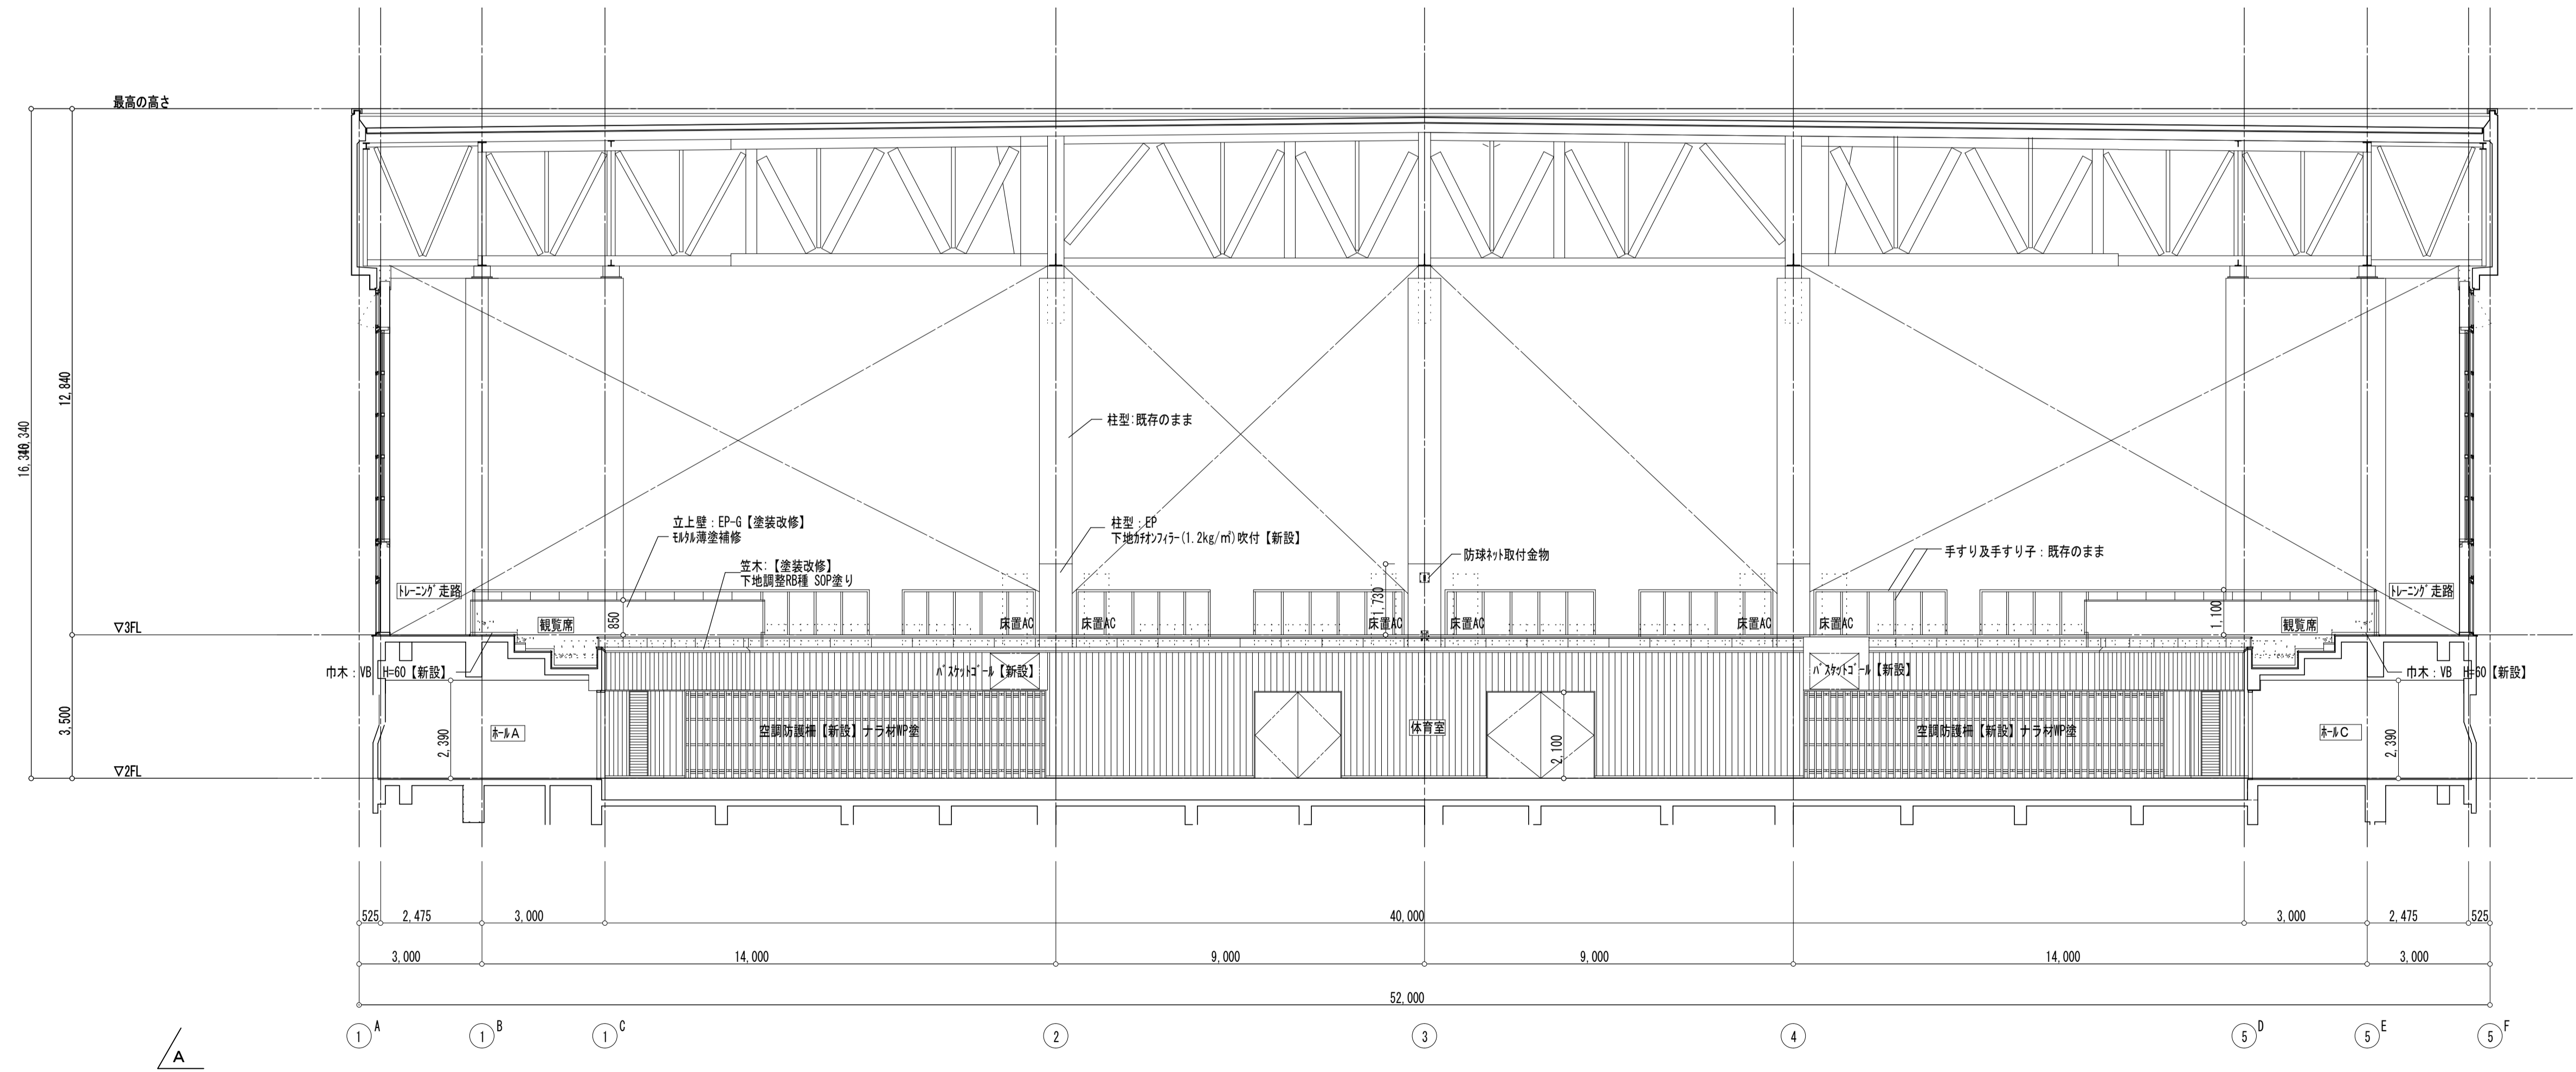 最高の高さ
12,840
16,340
柱型:既存のまま
立上壁：EP-G【塗装改修】
ﾓﾙﾀﾙ薄塗補修
柱型：EP
下地ｶﾁｵﾝﾌｨﾗｰ(1.2kg/㎡)吹付【新設】
笠木:【塗装改修】
下地調整RB種 SOP塗り
防球ﾈｯﾄ取付金物
手すり及手すり子：既存のまま
ﾄﾚｰﾆﾝｸﾞ走路
ﾄﾚｰﾆﾝｸﾞ走路
850
1,730
1,100
観覧席
床置AC
床置AC
床置AC
床置AC
床置AC
床置AC
観覧席
▽3FL
巾木：VB H=60【新設】
ﾊﾞｽｹｯﾄｺﾞｰﾙ【新設】
ﾊﾞｽｹｯﾄｺﾞｰﾙ【新設】
巾木：VB H=60【新設】
3,500
ﾎｰﾙA
2,390
空調防護柵【新設】ナラ材WP塗
体育室
2,100
空調防護柵【新設】ナラ材WP塗
ﾎｰﾙC
2,390
▽2FL
525
2,475
3,000
40,000
3,000
2,475
525
3,000
14,000
9,000
9,000
14,000
3,000
52,000
1 A
1 B
1 C
2
3
4
5 D
5 E
5 F
A